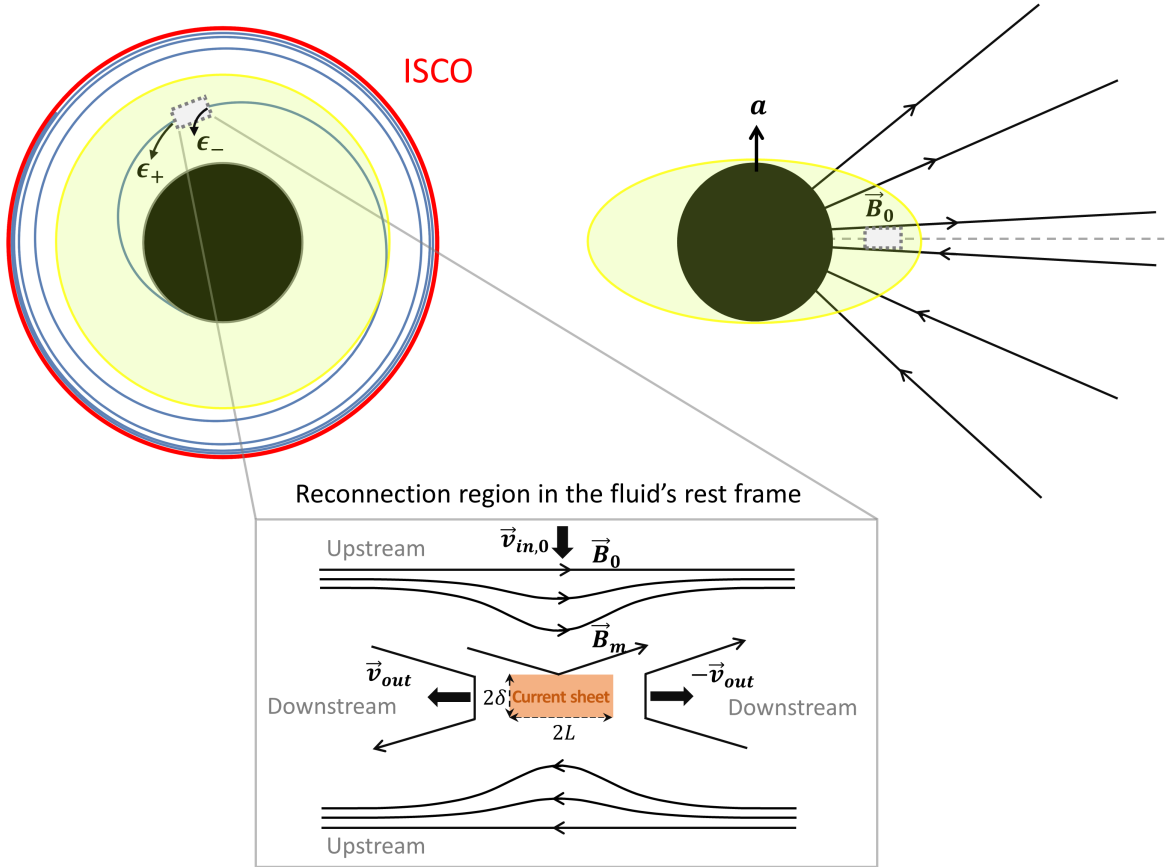 ISCO
ϵ₋
ϵ₊
a
B⃗₀
Reconnection region in the fluid's rest frame
Upstream
v⃗in,0
B⃗₀
B⃗m
v⃗out
-v⃗out
2δ
Current sheet
Downstream
Downstream
2L
Upstream